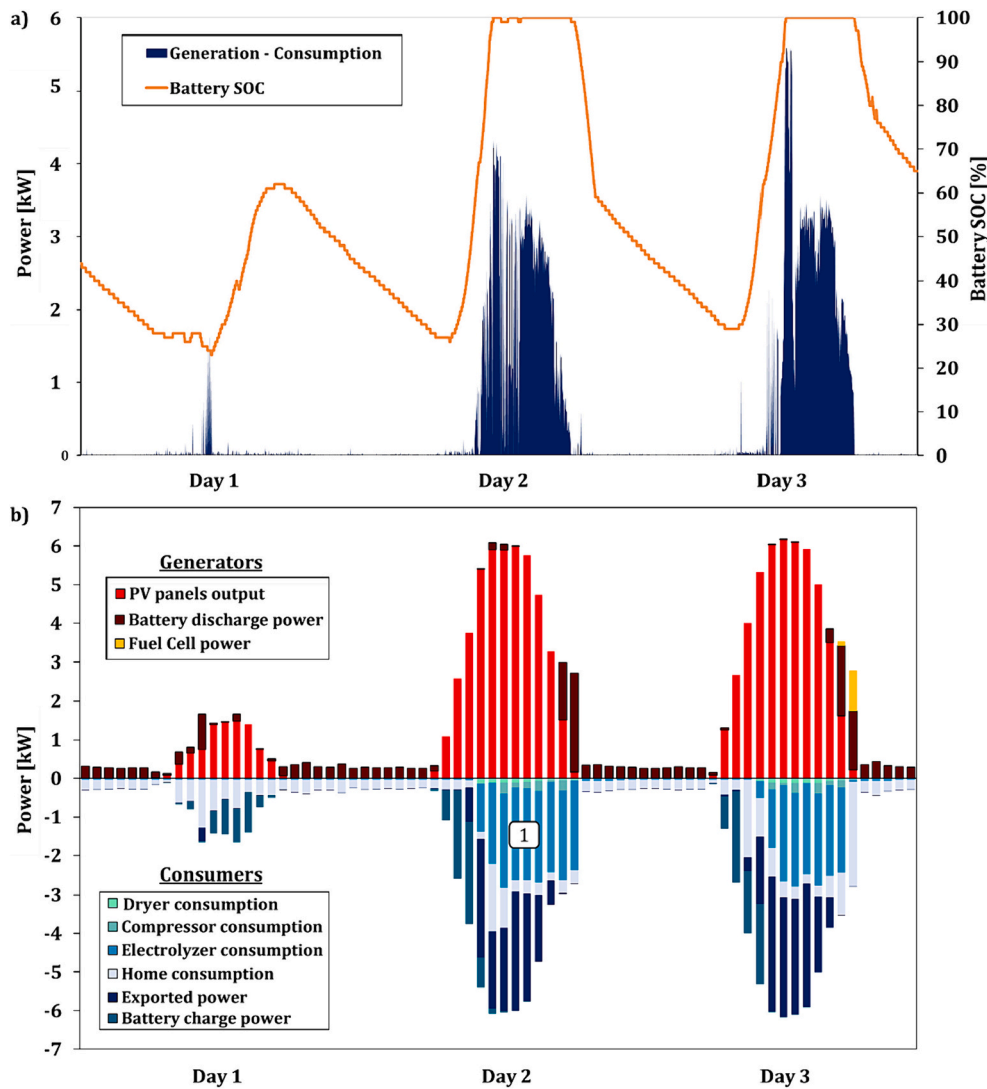 a)
6
5
4
3
2
1
0
Power [kW]
Generation - Consumption
Battery SOC
100
90
80
70
60
50
40
30
20
10
0
Battery SOC [%]
Day 1 Day 2 Day 3
b)
7
6
5
4
3
2
1
0
-1
-2
-3
-4
-5
-6
-7
Power [kW]
Power [kW]
Generators
PV panels output
Battery discharge power
Fuel Cell power
1
Consumers
Dryer consumption
Compressor consumption
Electrolyzer consumption
Home consumption
Exported power
Battery charge power
Day 1 Day 2 Day 3